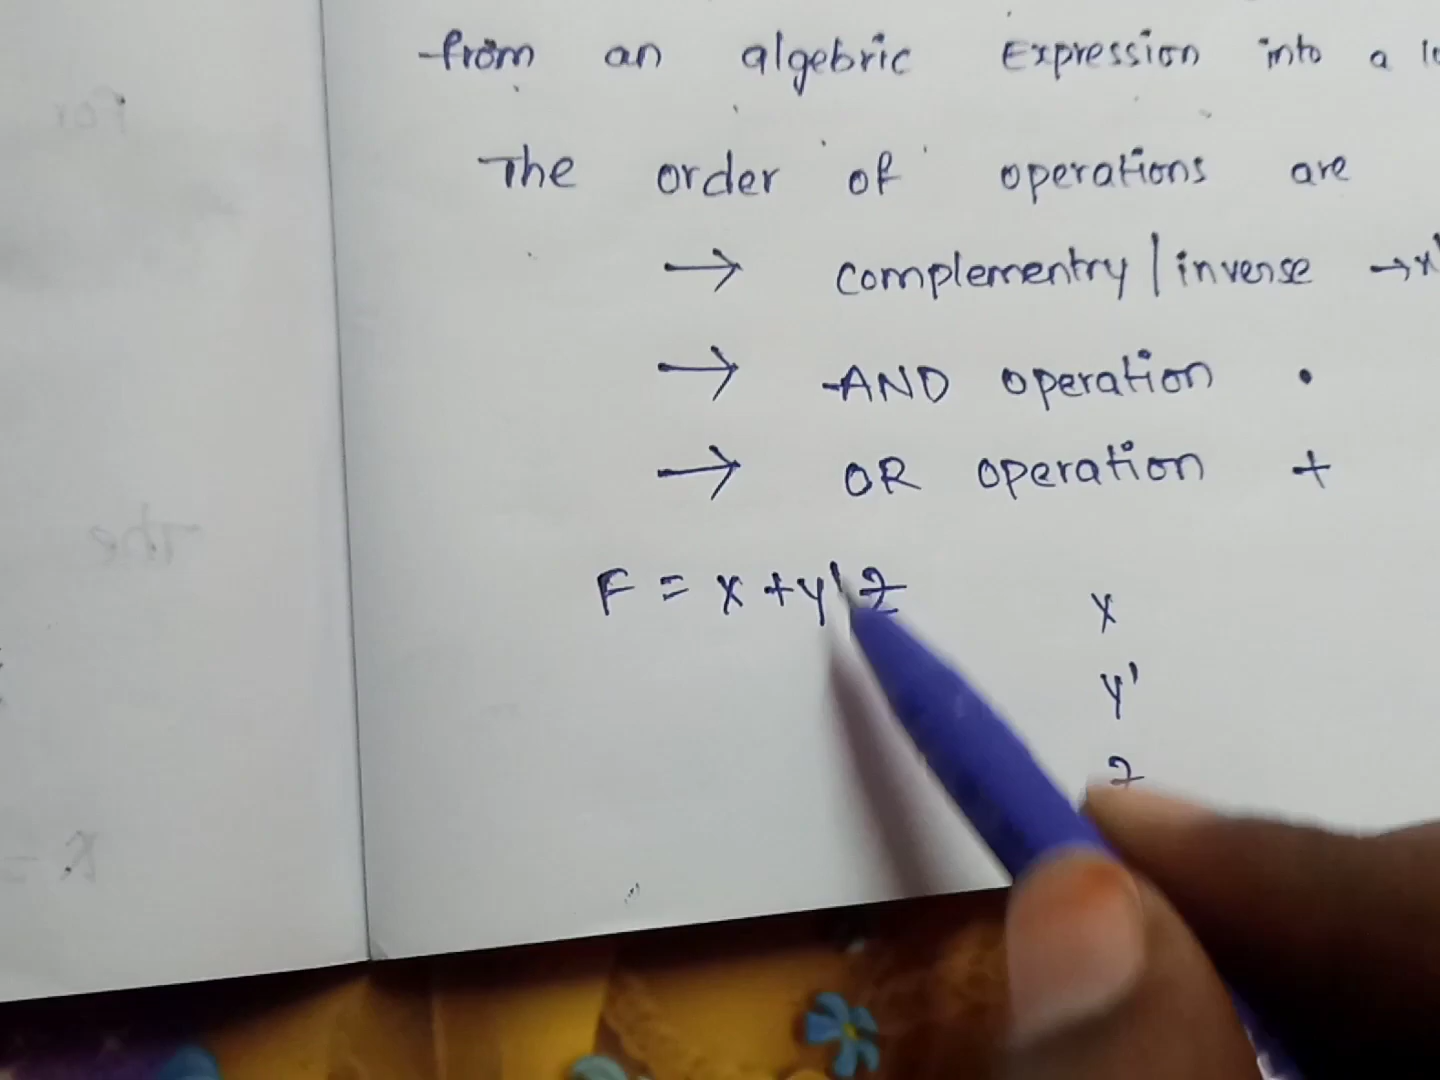 from an algebric Expression into a
The order of operations are
→ complementry / inverse → x'
→ AND operation •
→ OR operation +
F = x + y' z
x
y'
z